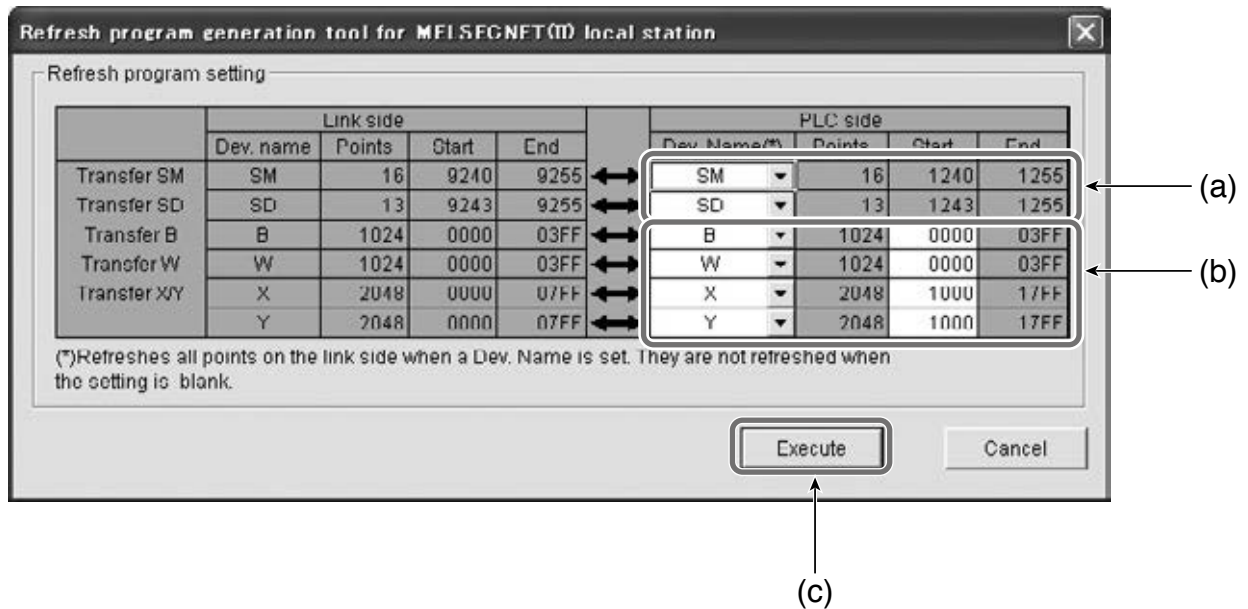 Refresh program generation tool for MELSECNET(II) local station
Refresh program setting
Link side PLC side
Dev. name Points Start End Dev. Name(*) Points Start End
Transfer SM SM 16 9240 9255 SM 16 1240 1255
Transfer SD SD 13 9243 9255 SD 13 1243 1255
Transfer B B 1024 0000 03FF B 1024 0000 03FF
Transfer W W 1024 0000 03FF W 1024 0000 03FF
Transfer X/Y X 2048 0000 07FF X 2048 1000 17FF
Y 2048 0000 07FF Y 2048 1000 17FF
(*)Refreshes all points on the link side when a Dev. Name is set. They are not refreshed when
the setting is blank.
Execute Cancel
(a)
(b)
(c)